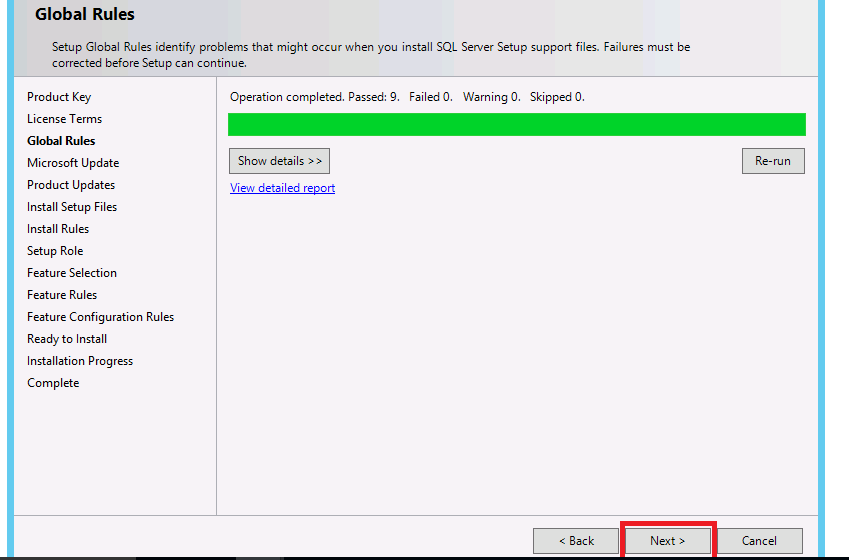 Global Rules
Setup Global Rules identify problems that might occur when you install SQL Server Setup support files. Failures must be
corrected before Setup can continue.
Product Key
License Terms
Global Rules
Microsoft Update
Product Updates
Install Setup Files
Install Rules
Setup Role
Feature Selection
Feature Rules
Feature Configuration Rules
Ready to Install
Installation Progress
Complete
Operation completed. Passed: 9. Failed 0. Warning 0. Skipped 0.
Show details >>
Re-run
View detailed report
< Back
Next >
Cancel